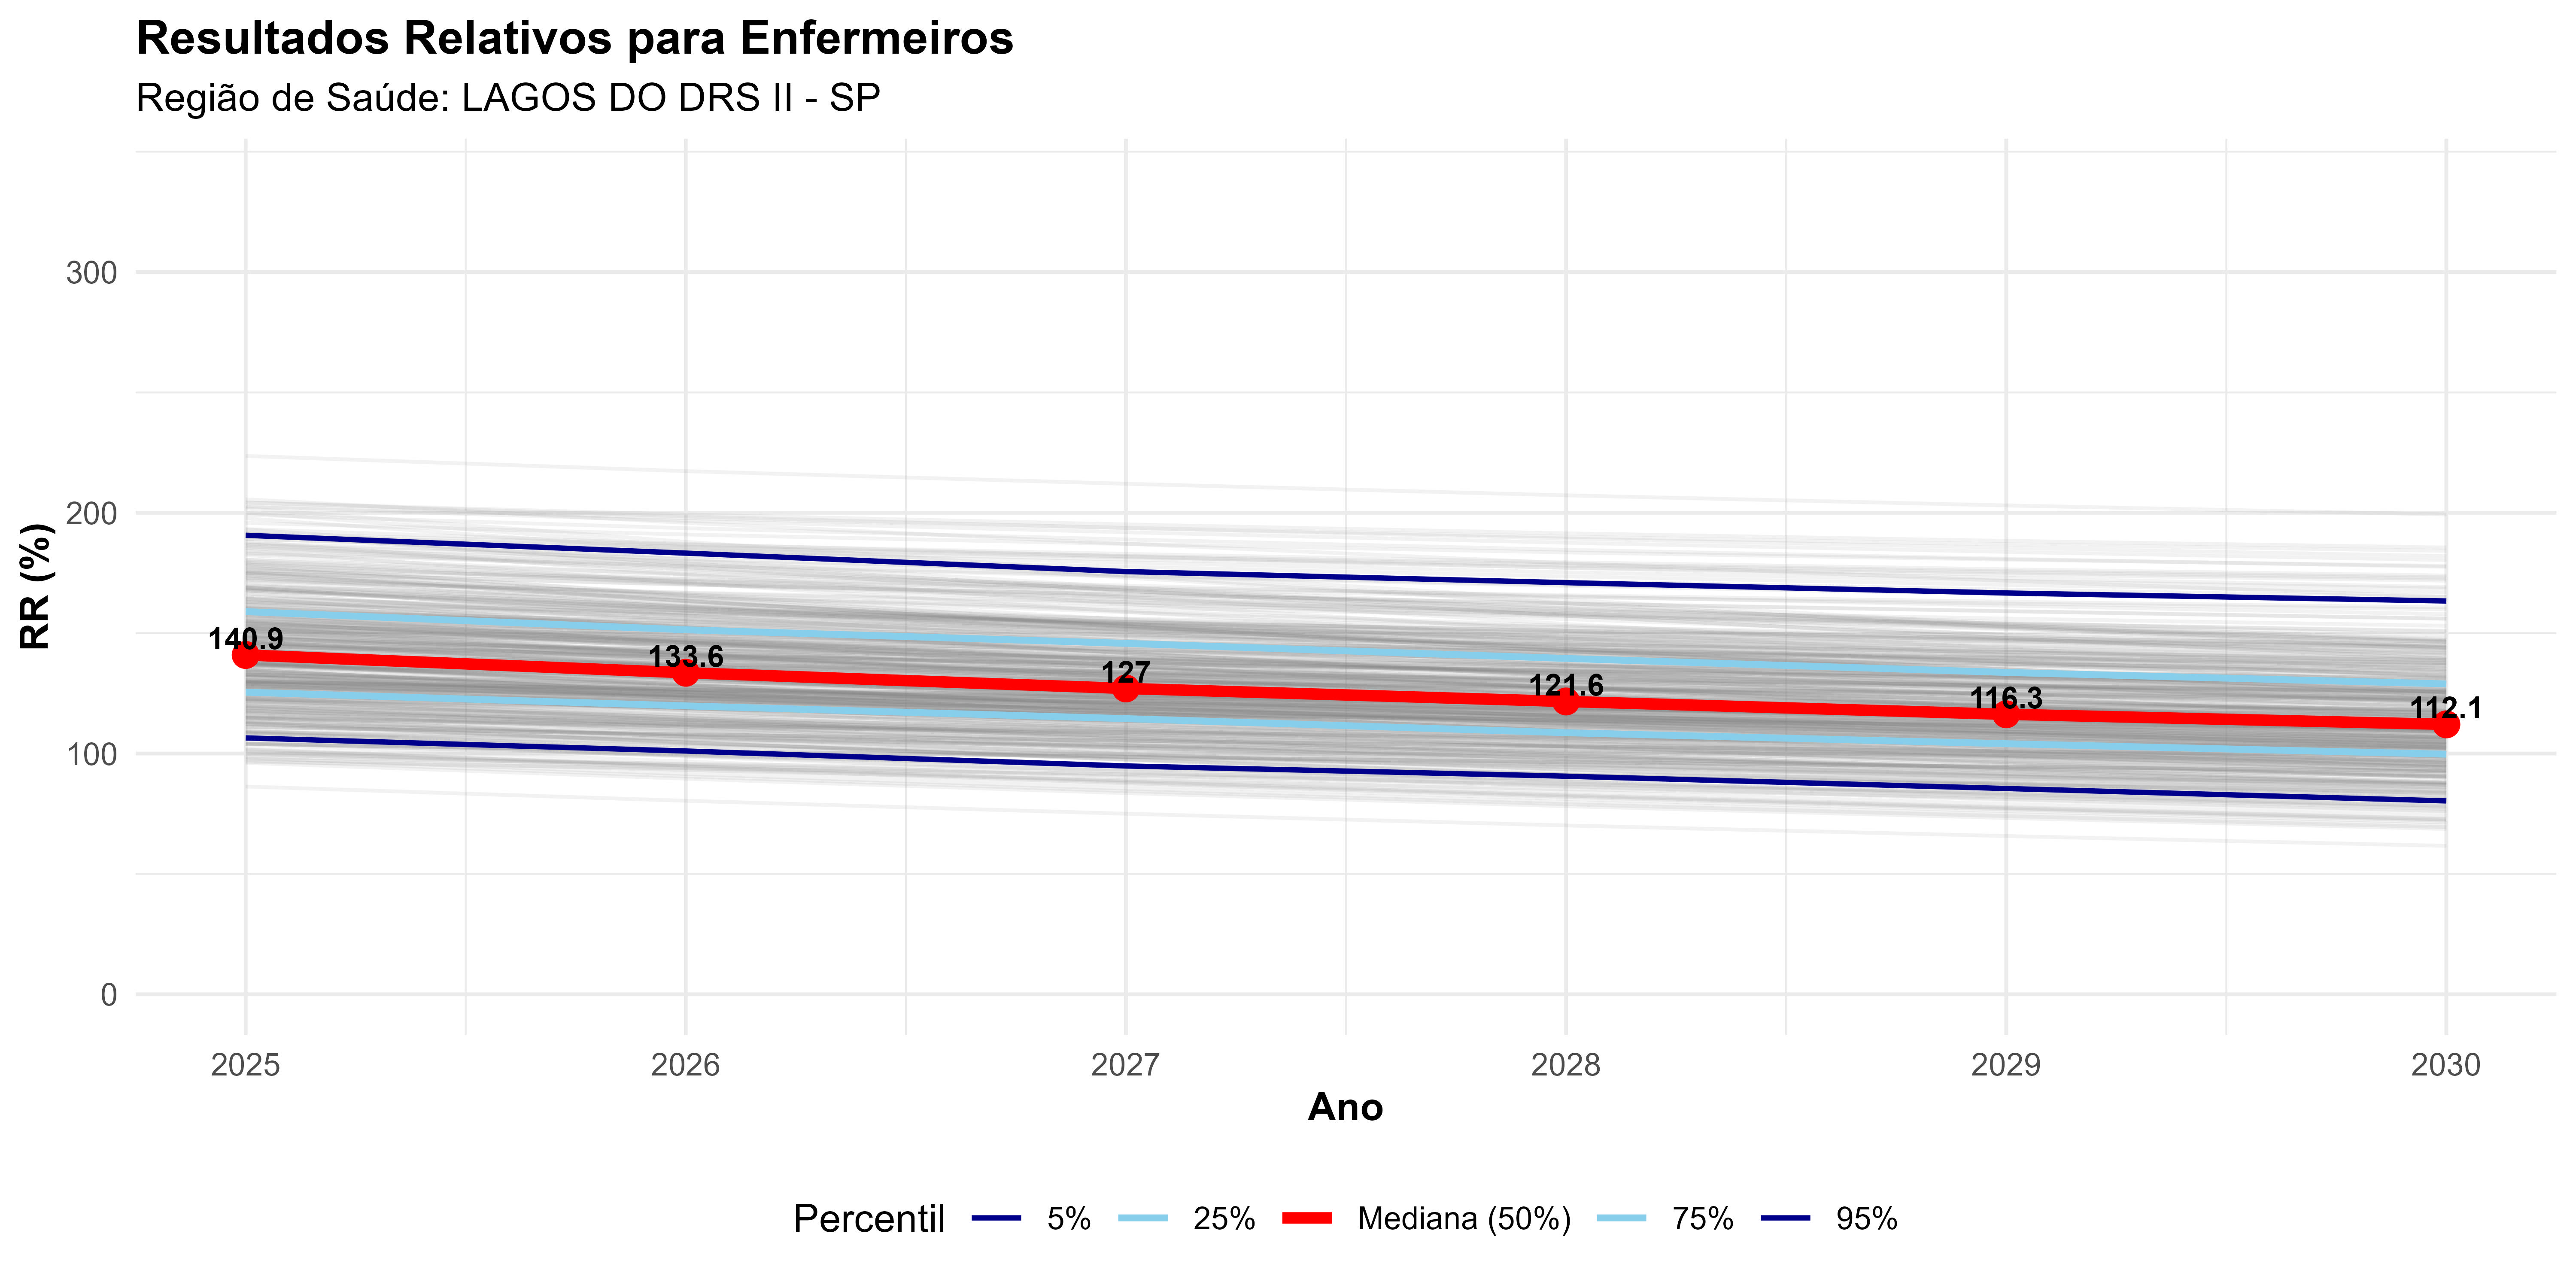 Resultados Relativos para Enfermeiros
Região de Saúde: LAGOS DO DRS II - SP
RR (%)
300
200
100
0
140.9
133.6
127
121.6
116.3
112.1
2025 2026 2027 2028 2029 2030
Ano
Percentil 5% 25% Mediana (50%) 75% 95%